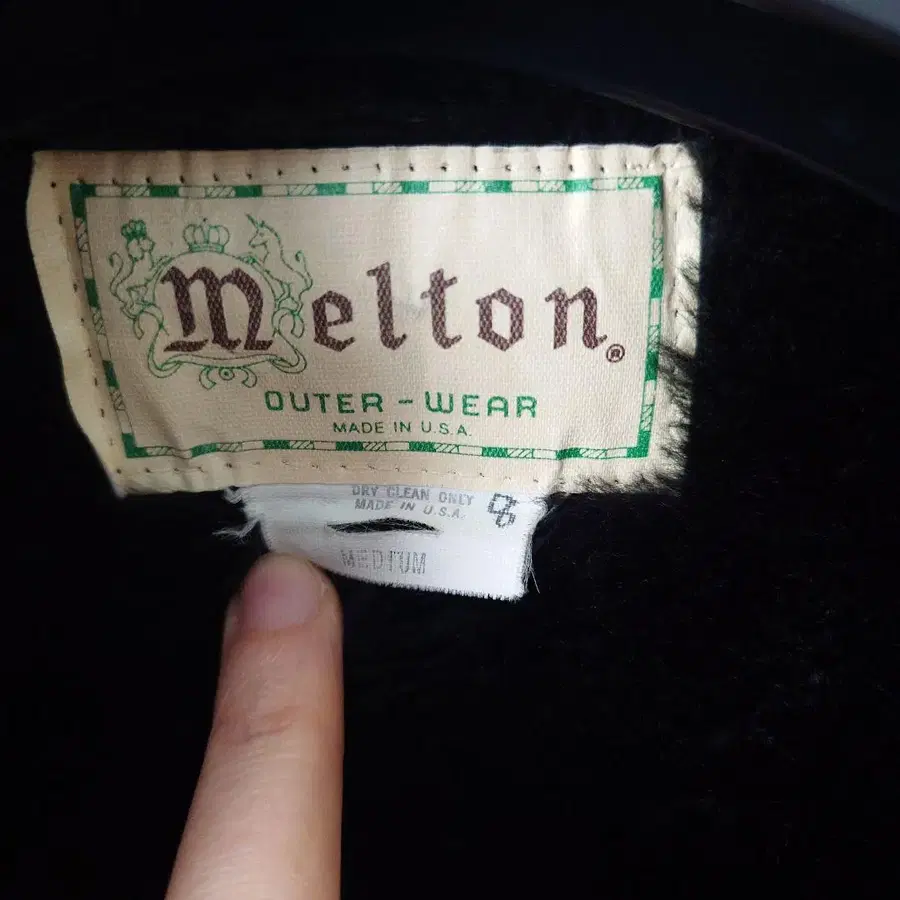 Melton®
OUTER-WEAR
MADE IN U.S.A.
DRY CLEAN ONLY
MADE IN U.S.A.
MEDIUM